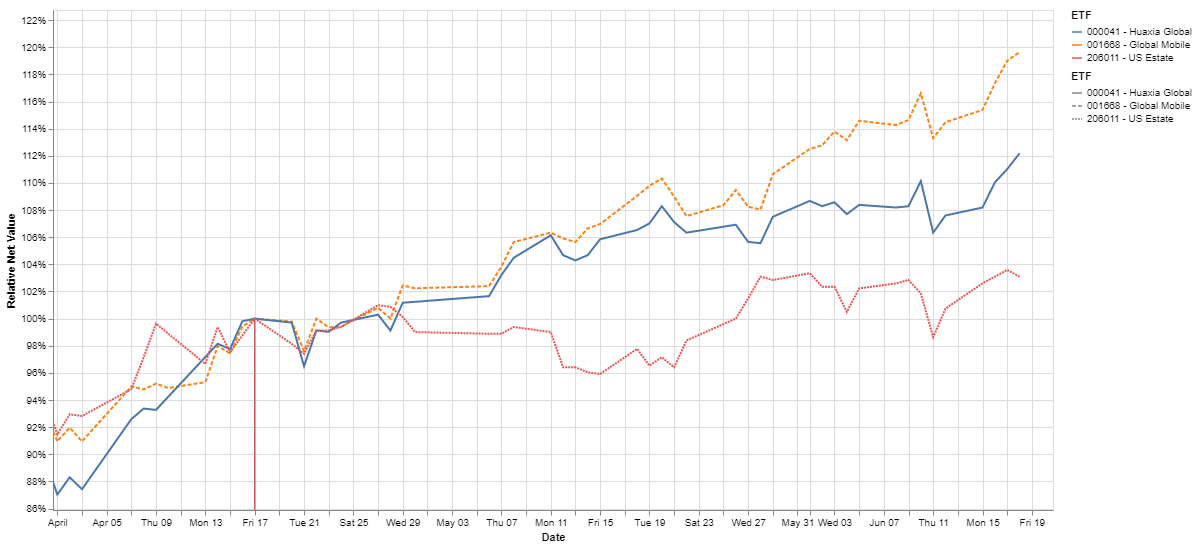 122%
120%
118%
116%
114%
112%
110%
108%
106%
104%
102%
100%
98%
96%
94%
92%
90%
88%
86%
Relative Net Value
April Apr 05 Thu 09 Mon 13 Fri 17 Tue 21 Sat 25 Wed 29 May 03 Thu 07 Mon 11 Fri 15 Tue 19 Sat 23 Wed 27 May 31 Wed 03 Jun 07 Thu 11 Mon 15 Fri 19
Date
ETF
000041 - Huaxia Global
001668 - Global Mobile
206011 - US Estate
ETF
000041 - Huaxia Global
001668 - Global Mobile
206011 - US Estate